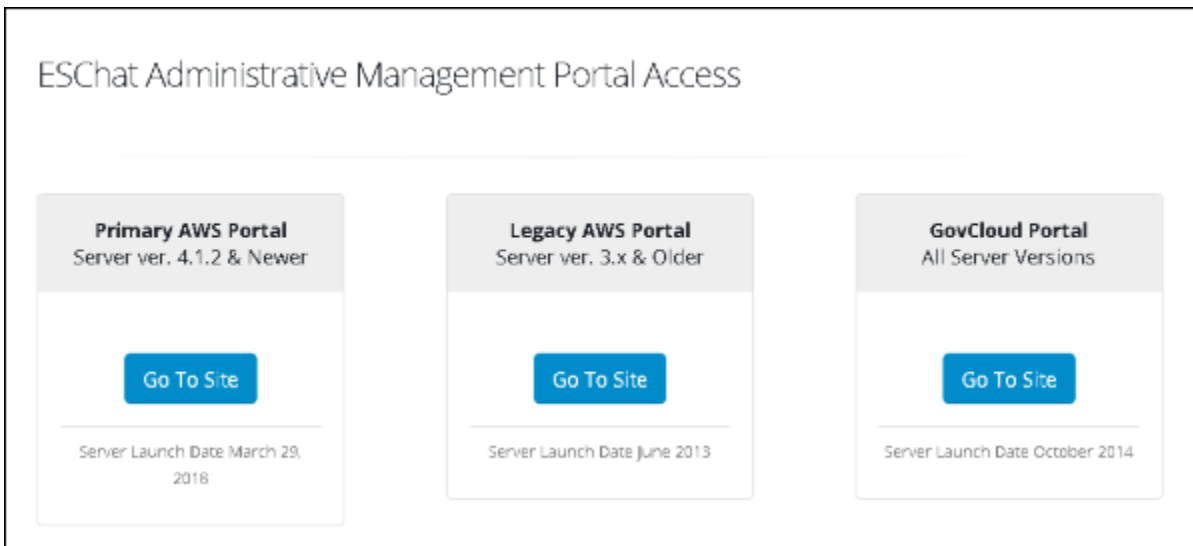 ESChat Administrative Management Portal Access
Primary AWS Portal
Server ver. 4.1.2 & Newer
Go To Site
Server Launch Date March 29,
2016
Legacy AWS Portal
Server ver. 3.x & Older
Go To Site
Server Launch Date June 2013
GovCloud Portal
All Server Versions
Go To Site
Server Launch Date October 2014